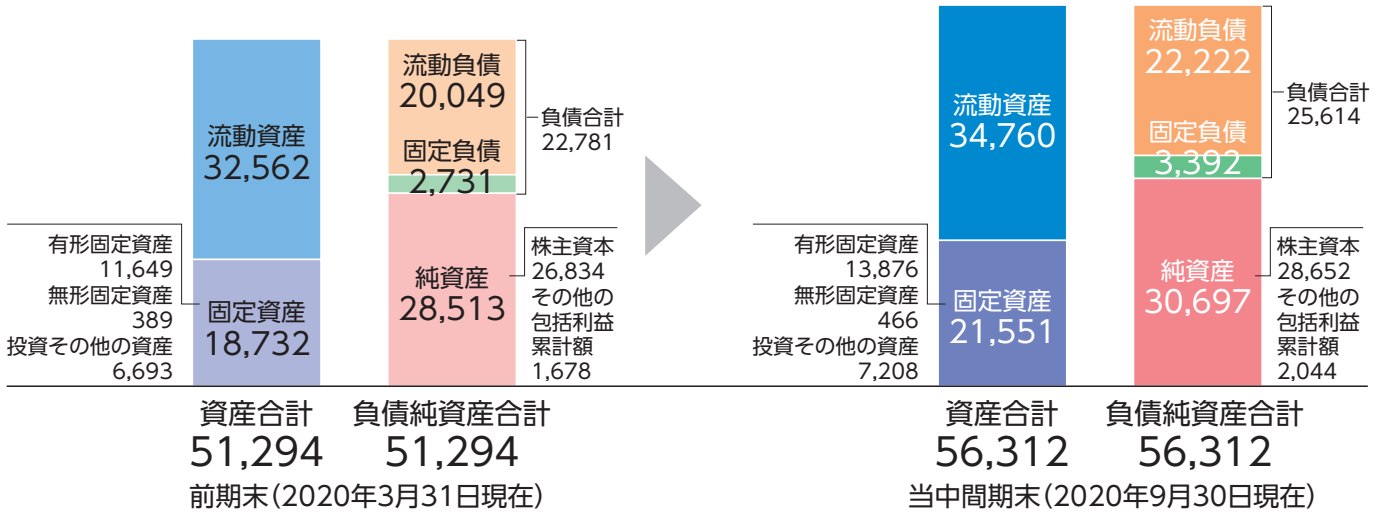 流動資産
32,562
有形固定資産
11,649
無形固定資産
389
投資その他の資産
6,693
固定資産
18,732
流動負債
20,049
固定負債
2,731
負債合計
22,781
純資産
28,513
株主資本
26,834
その他の
包括利益
累計額
1,678
資産合計
51,294
負債純資産合計
51,294
前期末(2020年3月31日現在)
流動資産
34,760
有形固定資産
13,876
無形固定資産
466
投資その他の資産
7,208
固定資産
21,551
流動負債
22,222
固定負債
3,392
負債合計
25,614
純資産
30,697
株主資本
28,652
その他の
包括利益
累計額
2,044
資産合計
56,312
負債純資産合計
56,312
当中間期末(2020年9月30日現在)